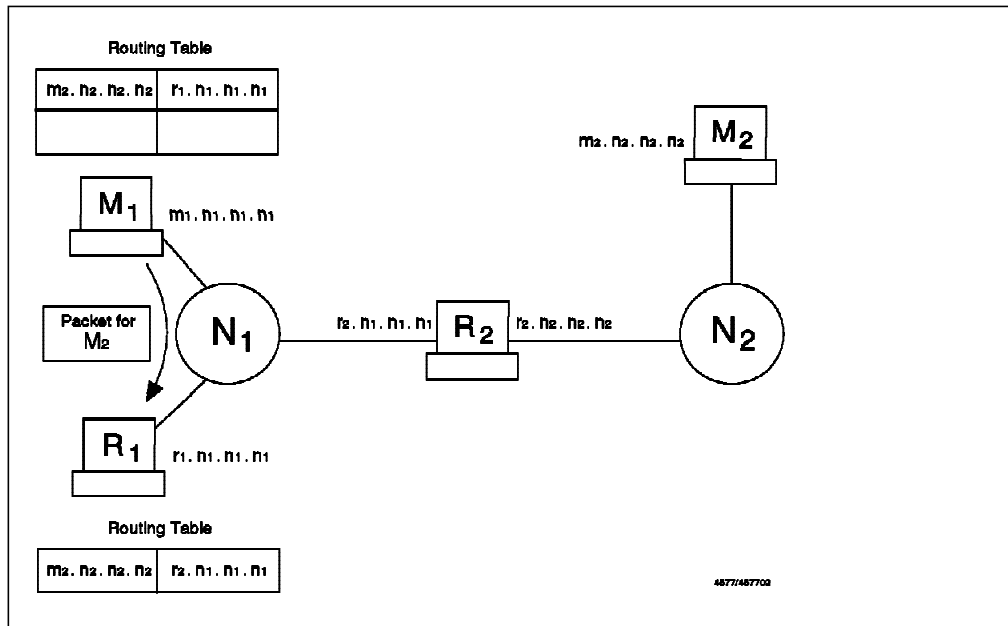 Routing Table
m2.n2.n2.n2 r1.n1.n1.n1
M2
m2.n2.n2.n2
M1
m1.n1.n1.n1
Packet for
M2
N1
r2.n1.n1.n1
R2
r2.n2.n2.n2
N2
R1
r1.n1.n1.n1
Routing Table
m2.n2.n2.n2 r2.n1.n1.n1
4577/457702